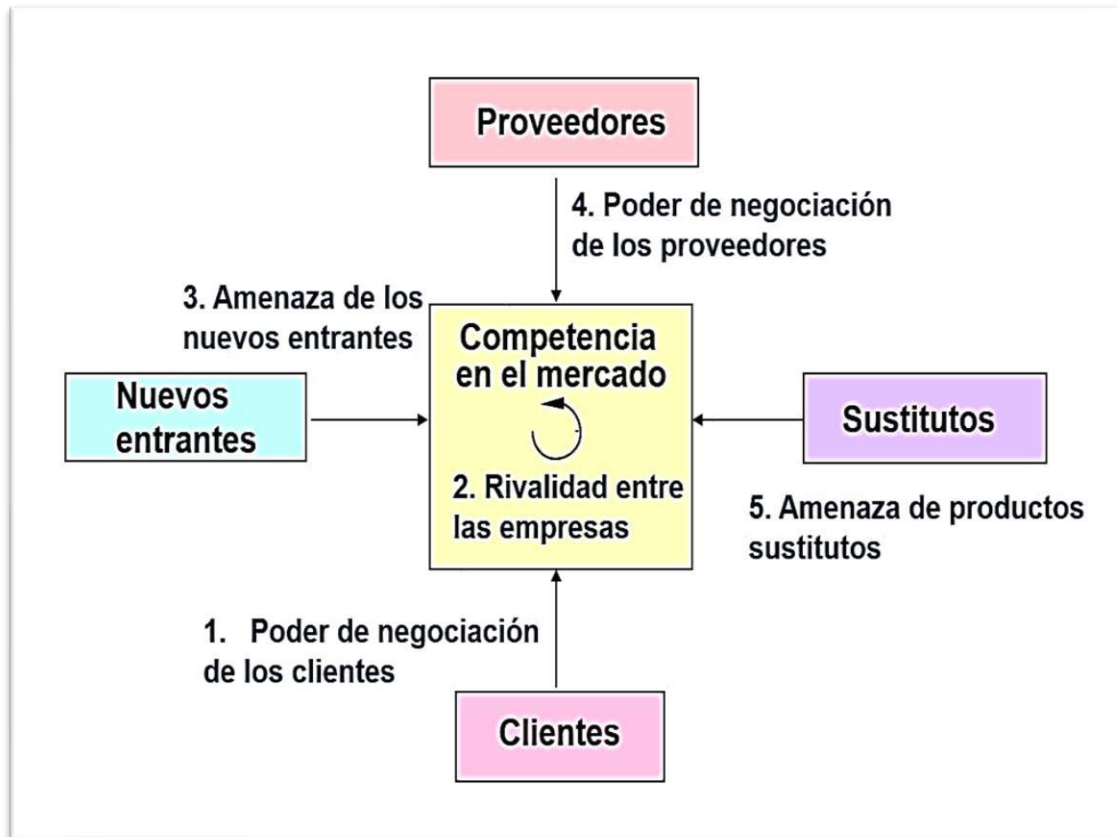 Proveedores
4. Poder de negociación
de los proveedores
3. Amenaza de los
nuevos entrantes
Competencia
en el mercado
Nuevos
entrantes
Sustitutos
2. Rivalidad entre
las empresas
5. Amenaza de productos
sustitutos
1. Poder de negociación
de los clientes
Clientes